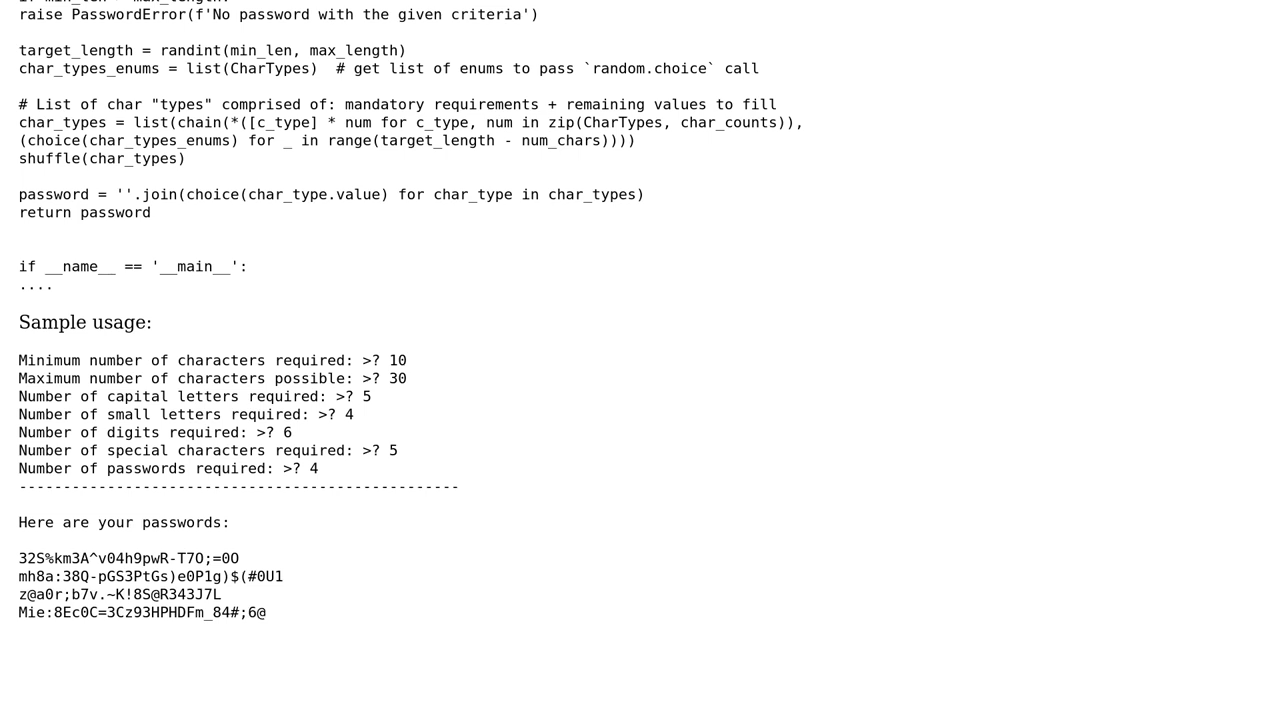 raise PasswordError(f'No password with the given criteria')
target_length = randint(min_len, max_length)
char_types_enums = list(CharTypes)  # get list of enums to pass `random.choice` call
# List of char "types" comprised of: mandatory requirements + remaining values to fill
char_types = list(chain(*([c_type] * num for c_type, num in zip(CharTypes, char_counts)),
(choice(char_types_enums) for _ in range(target_length - num_chars))))
shuffle(char_types)
password = ''.join(choice(char_type.value) for char_type in char_types)
return password
if __name__ == '__main__':
....
Sample usage:
Minimum number of characters required: >? 10
Maximum number of characters possible: >? 30
Number of capital letters required: >? 5
Number of small letters required: >? 4
Number of digits required: >? 6
Number of special characters required: >? 5
Number of passwords required: >? 4
--------------------------------------------------
Here are your passwords:
32S%km3A^v04h9pwR-T7O;=0O
mh8a:38Q-pGS3PtGs)e0P1g)$(#0U1
z@a0r;b7v.~K!8S@R343J7L
Mie:8Ec0C=3Cz93HPHDFm_84#;6@